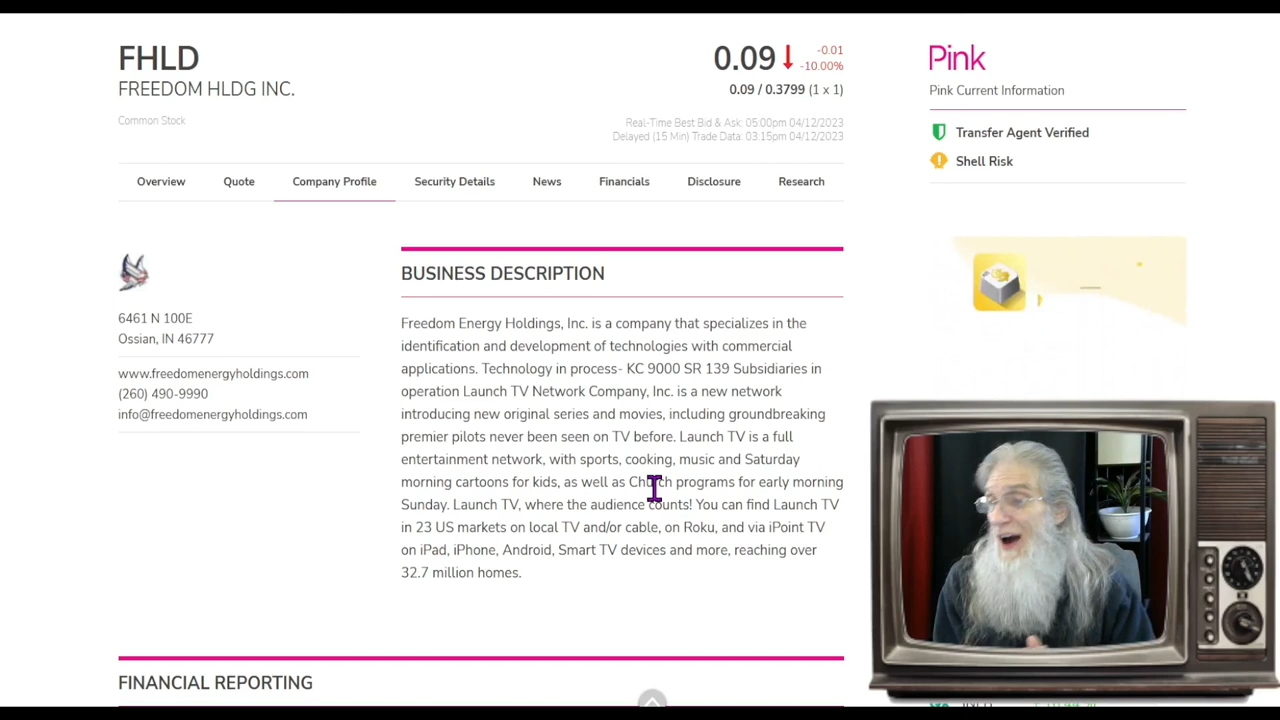 FHLD
FREEDOM HLDG INC.
Common Stock
0.09
-0.01
-10.00%
0.09 / 0.3799 (1 x 1)
Real-Time Best Bid & Ask: 05:00pm 04/12/2023
Delayed (15 Min) Trade Data: 03:15pm 04/12/2023
Pink
Pink Current Information
Transfer Agent Verified
Shell Risk
Overview Quote Company Profile Security Details News Financials Disclosure Research
6461 N 100E
Ossian, IN 46777
www.freedomenergyholdings.com
(260) 490-9990
info@freedomenergyholdings.com
BUSINESS DESCRIPTION
Freedom Energy Holdings, Inc. is a company that specializes in the
identification and development of technologies with commercial
applications. Technology in process- KC 9000 SR 139 Subsidiaries in
operation Launch TV Network Company, Inc. is a new network
introducing new original series and movies, including groundbreaking
premier pilots never been seen on TV before. Launch TV is a full
entertainment network with sports, cooking, music and Saturday
morning cartoons for kids, as well as Church programs for early morning
Sunday. Launch TV, where the audience counts! You can find Launch TV
in 23 US markets on local TV and/or cable, on Roku, and via iPoint TV
on iPad, iPhone, Android, Smart TV devices and more, reaching over
32.7 million homes.
FINANCIAL REPORTING